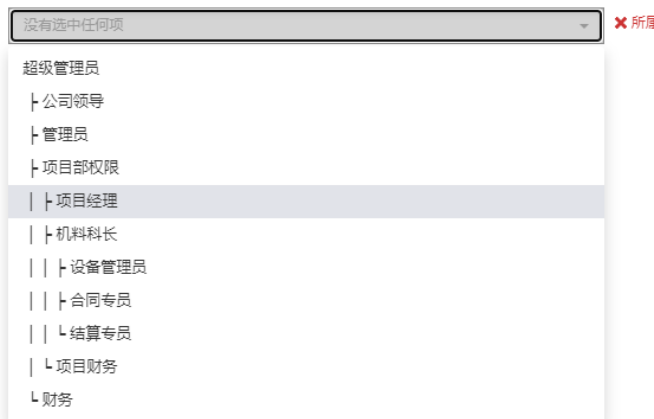 没有选中任何项
所属
超级管理员
├ 公司领导
├ 管理员
├ 项目部权限
│ ├ 项目经理
│ ├ 机料科长
│ │ ├ 设备管理员
│ │ ├ 合同专员
│ │ └ 结算专员
│ └ 项目财务
└ 财务